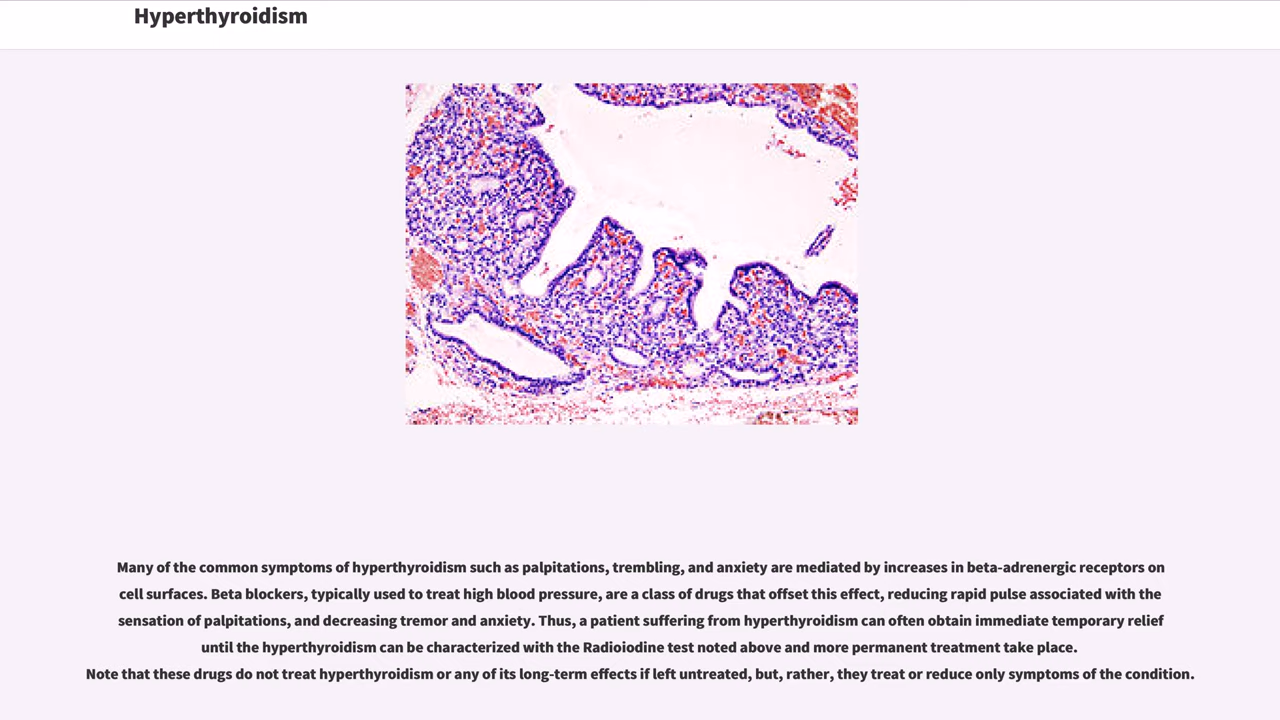 Hyperthyroidism
Many of the common symptoms of hyperthyroidism such as palpitations, trembling, and anxiety are mediated by increases in beta-adrenergic receptors on
cell surfaces. Beta blockers, typically used to treat high blood pressure, are a class of drugs that offset this effect, reducing rapid pulse associated with the
sensation of palpitations, and decreasing tremor and anxiety. Thus, a patient suffering from hyperthyroidism can often obtain immediate temporary relief
until the hyperthyroidism can be characterized with the Radioiodine test noted above and more permanent treatment take place.
Note that these drugs do not treat hyperthyroidism or any of its long-term effects if left untreated, but, rather, they treat or reduce only symptoms of the condition.